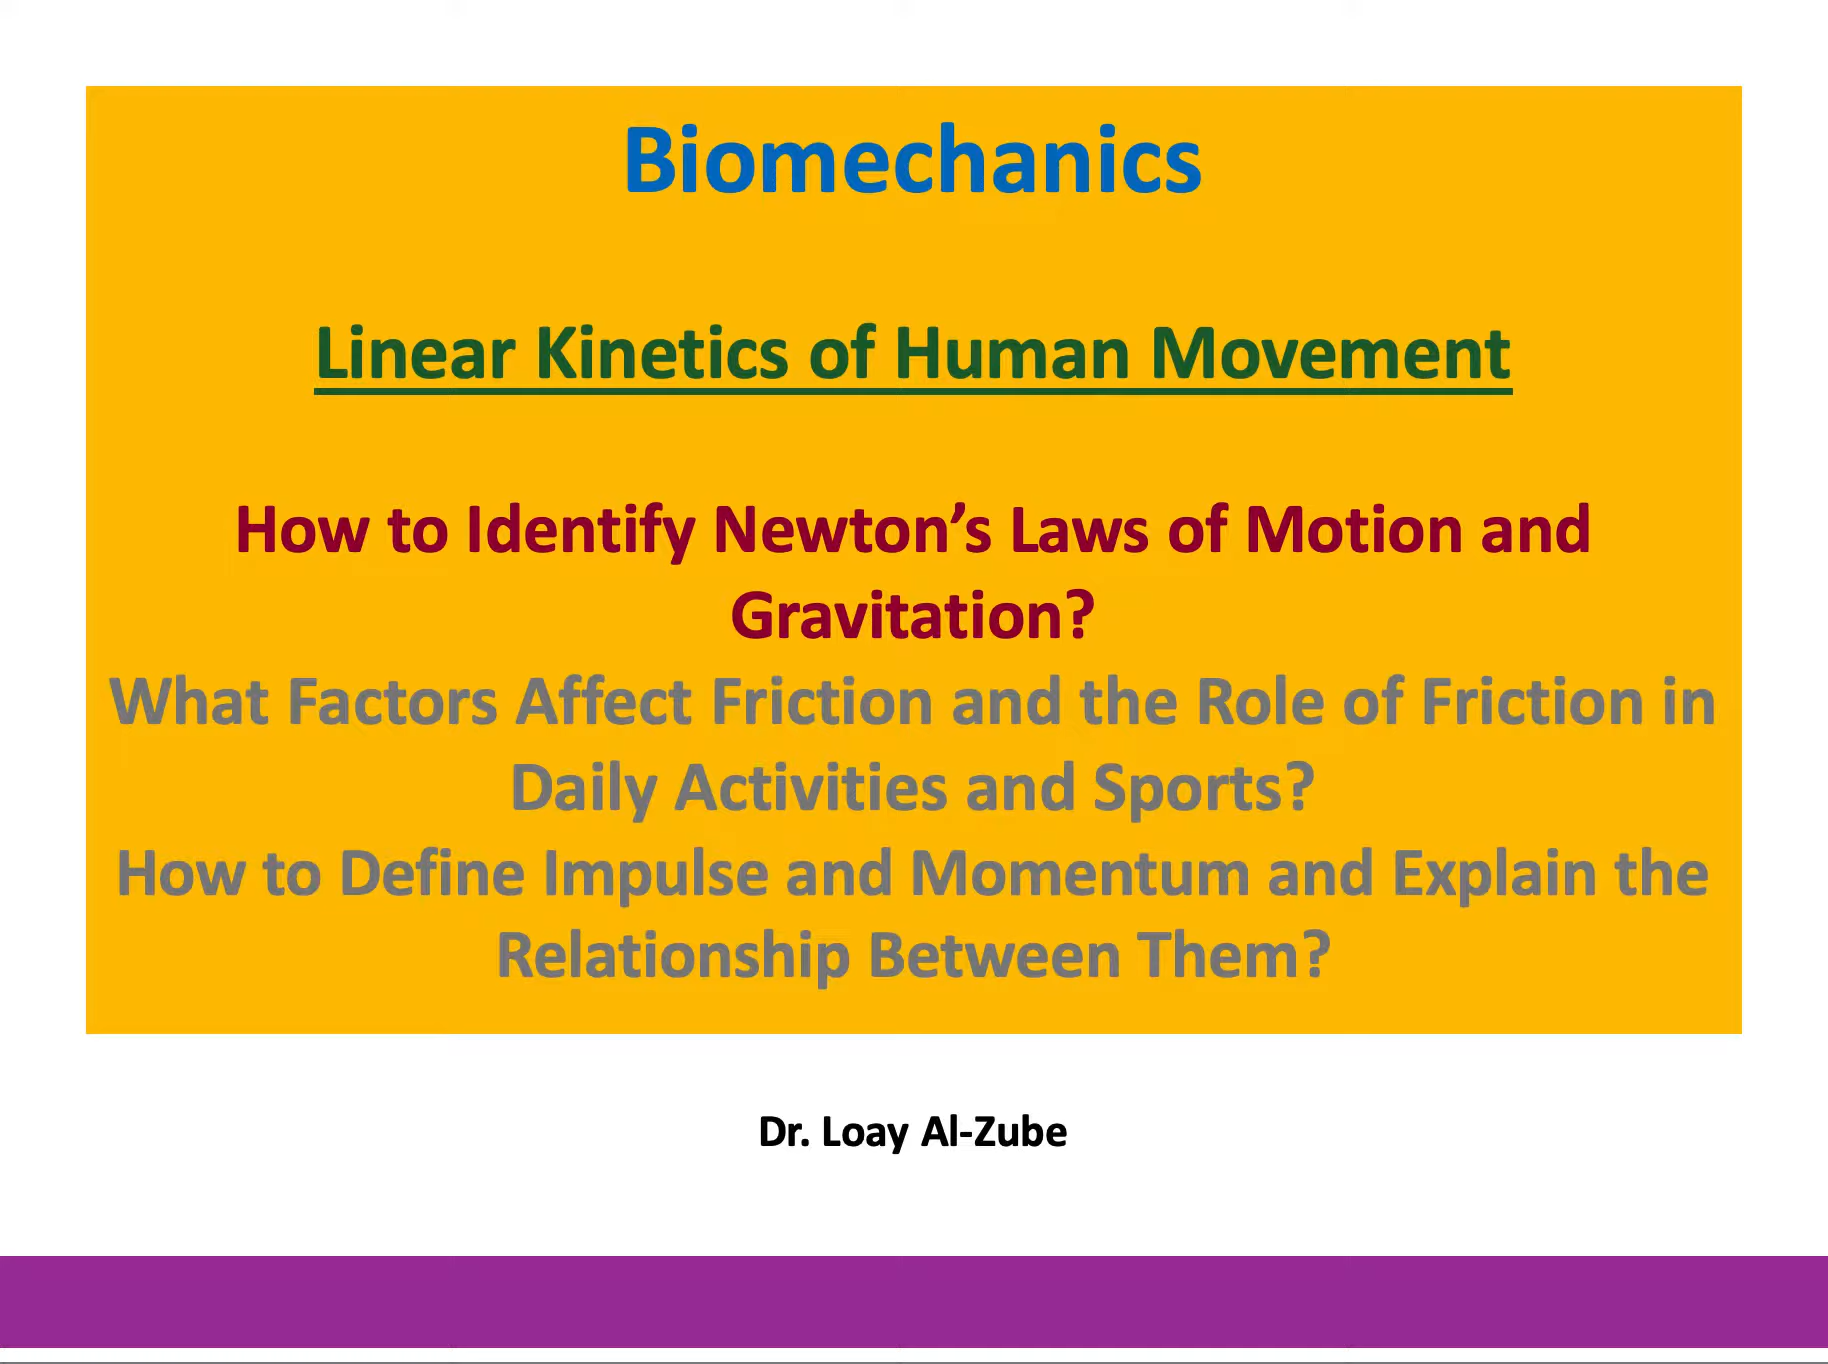 Biomechanics
Linear Kinetics of Human Movement
How to Identify Newton’s Laws of Motion and
Gravitation?
What Factors Affect Friction and the Role of Friction in
Daily Activities and Sports?
How to Define Impulse and Momentum and Explain the
Relationship Between Them?
Dr. Loay Al-Zube